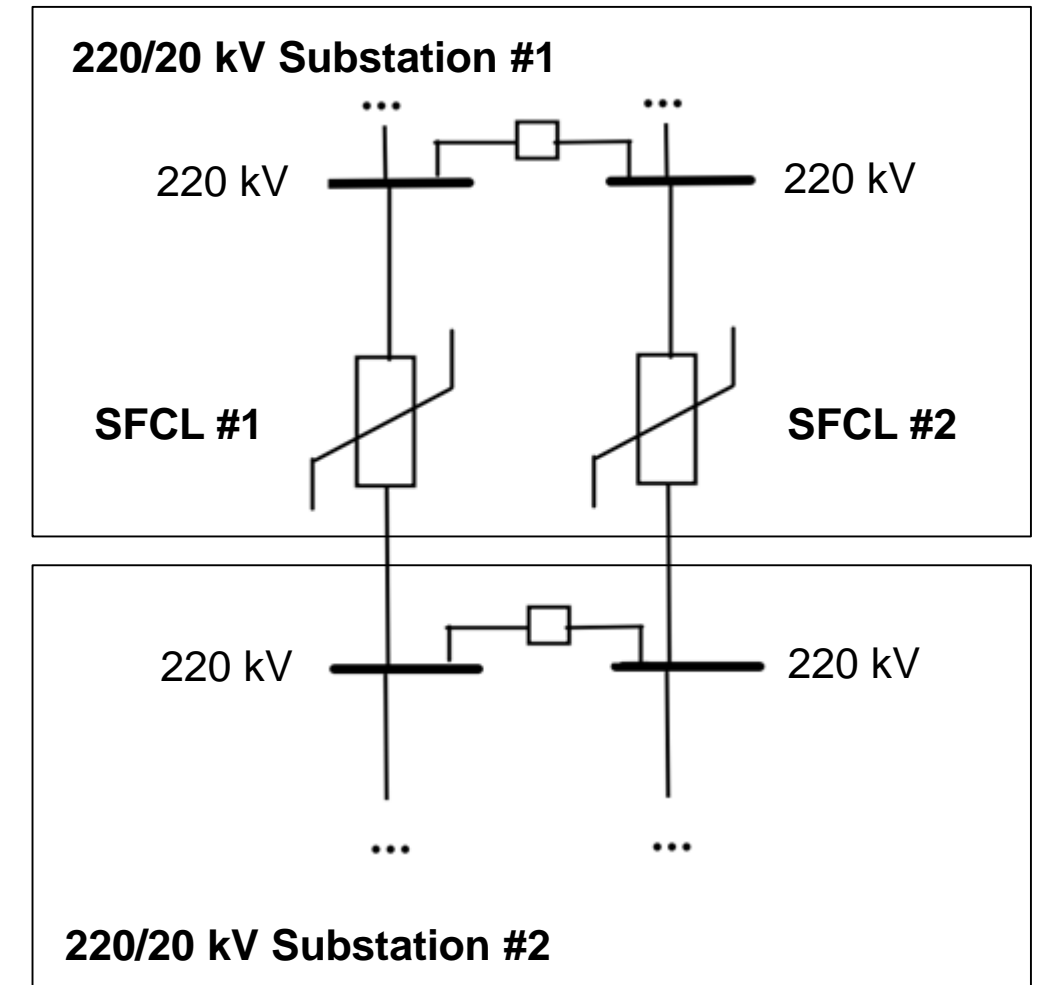 220/20 kV Substation #1
... ...
220 kV 220 kV
SFCL #1 SFCL #2
220 kV 220 kV
... ...
220/20 kV Substation #2